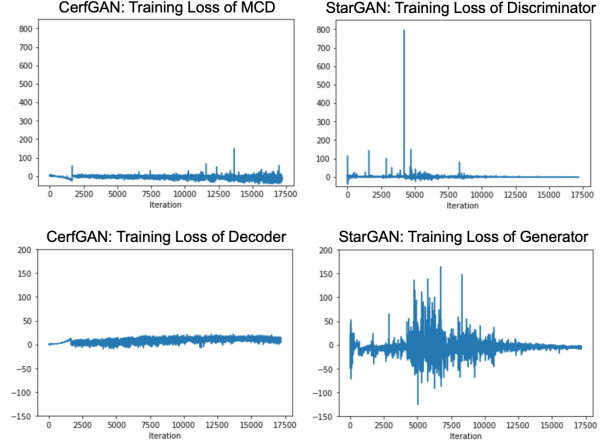 CerfGAN: Training Loss of MCD
StarGAN: Training Loss of Discriminator
800
700
600
500
400
300
200
100
0
0 2500 5000 7500 10000 12500 15000 17500
Iteration
800
700
600
500
400
300
200
100
0
0 2500 5000 7500 10000 12500 15000 17500
Iteration
CerfGAN: Training Loss of Decoder
StarGAN: Training Loss of Generator
200
150
100
50
0
-50
-100
-150
0 2500 5000 7500 10000 12500 15000 17500
Iteration
200
150
100
50
0
-50
-100
-150
0 2500 5000 7500 10000 12500 15000 17500
Iteration